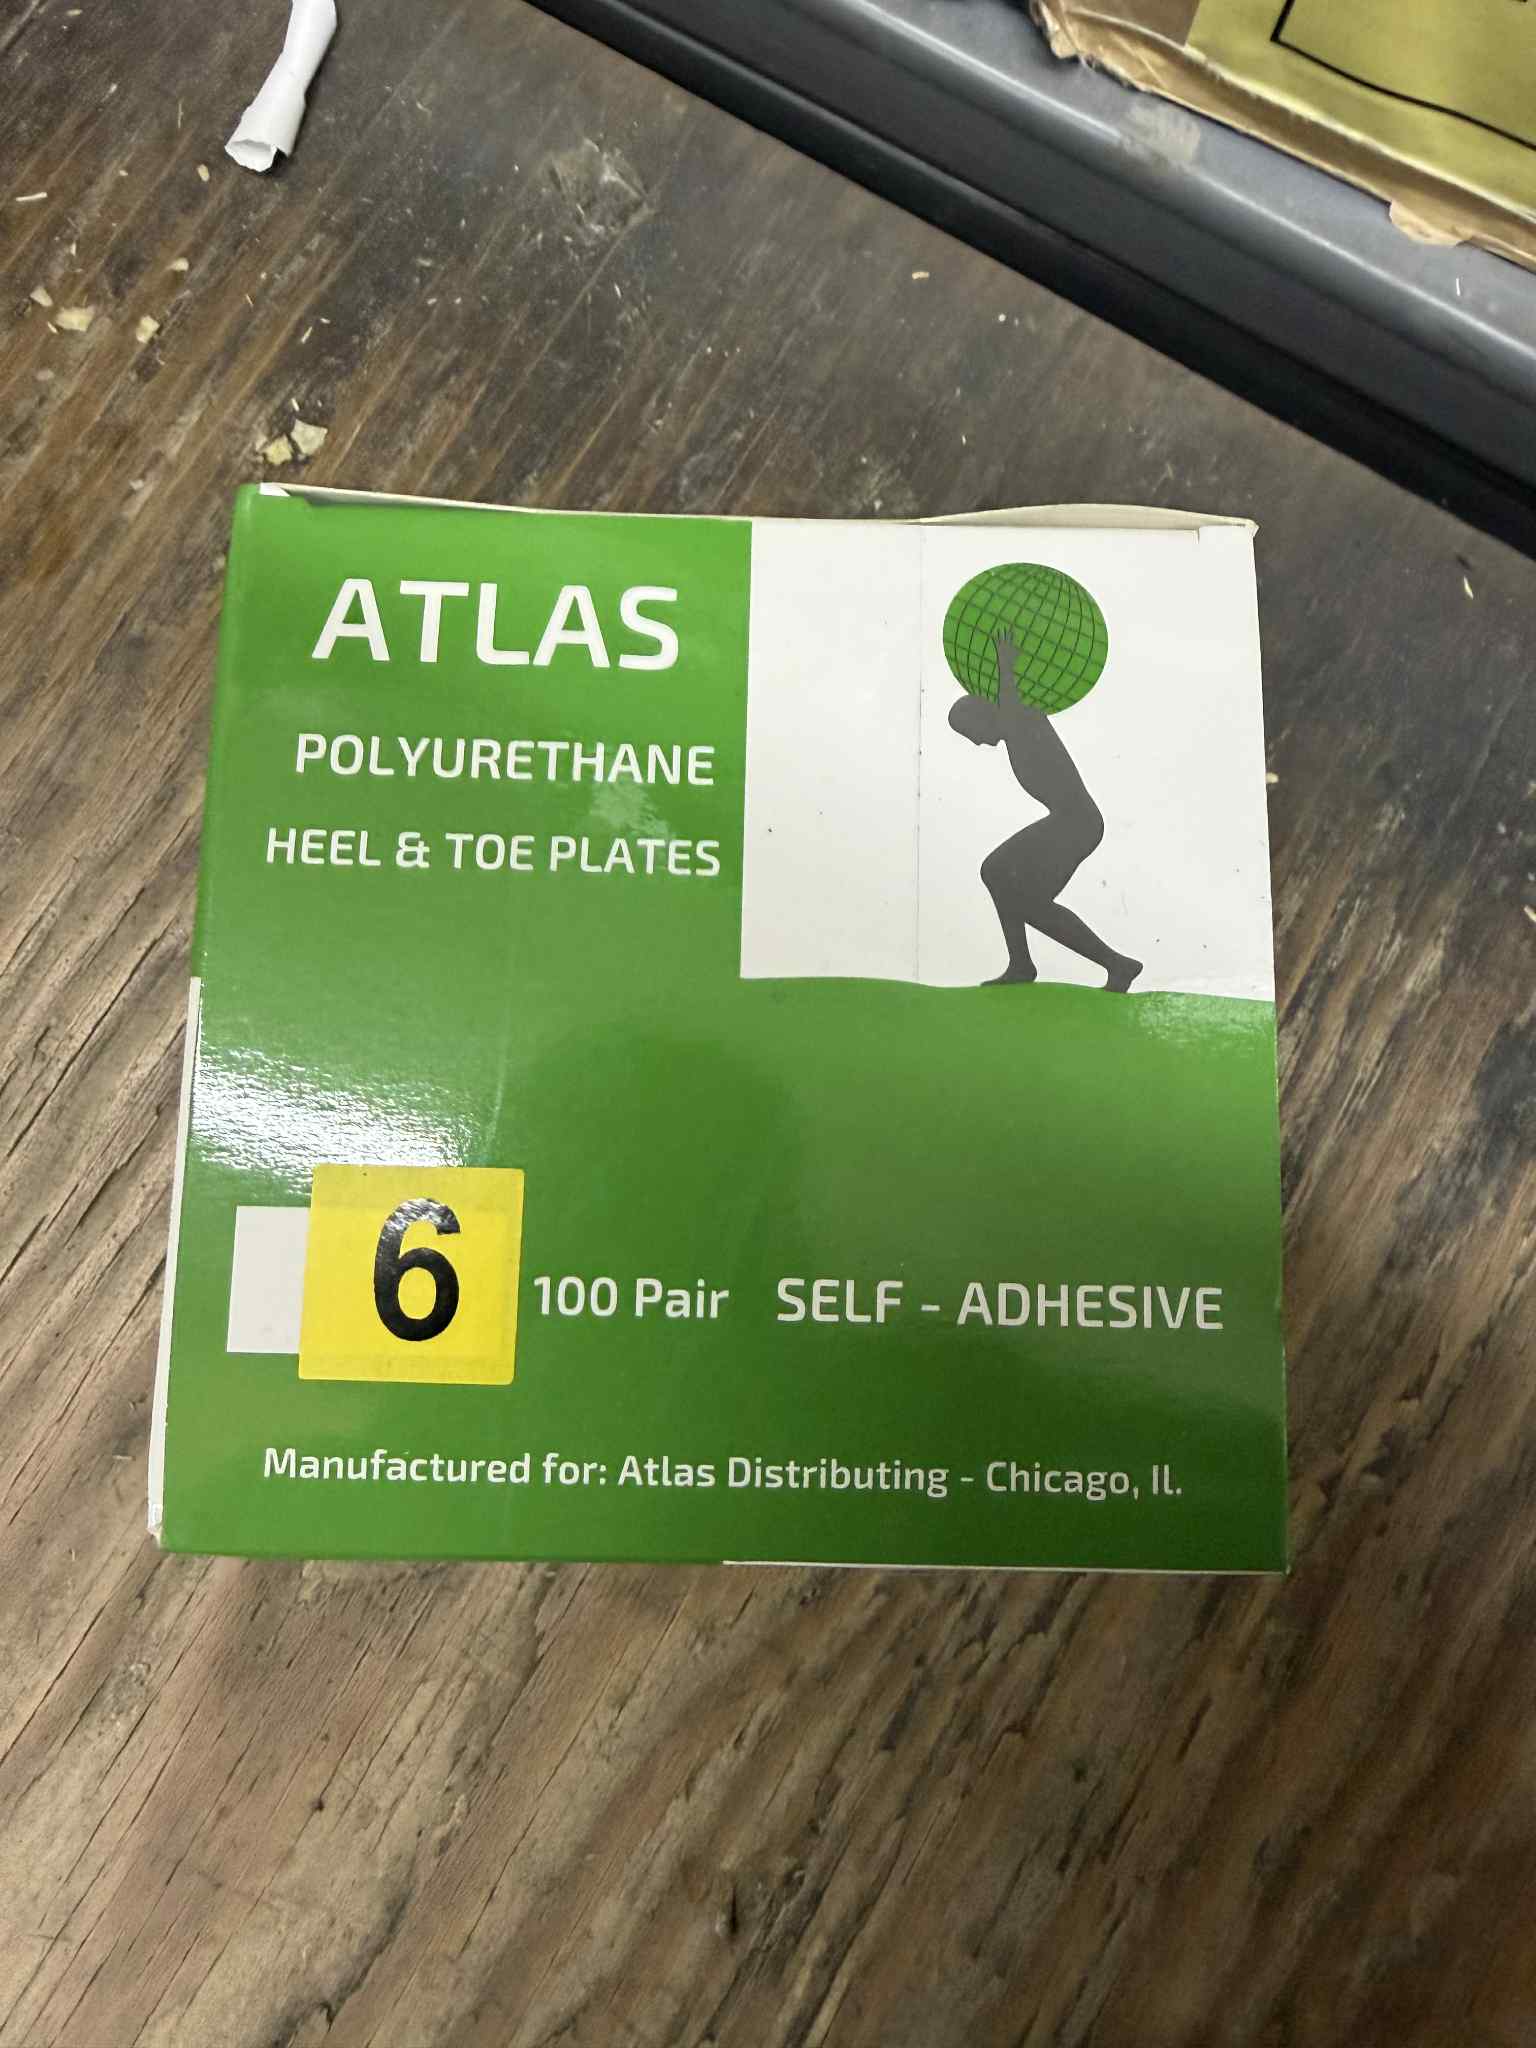 ATLAS
POLYURETHANE
HEEL & TOE PLATES
6 100 Pair SELF - ADHESIVE
Manufactured for: Atlas Distributing - Chicago, Il.